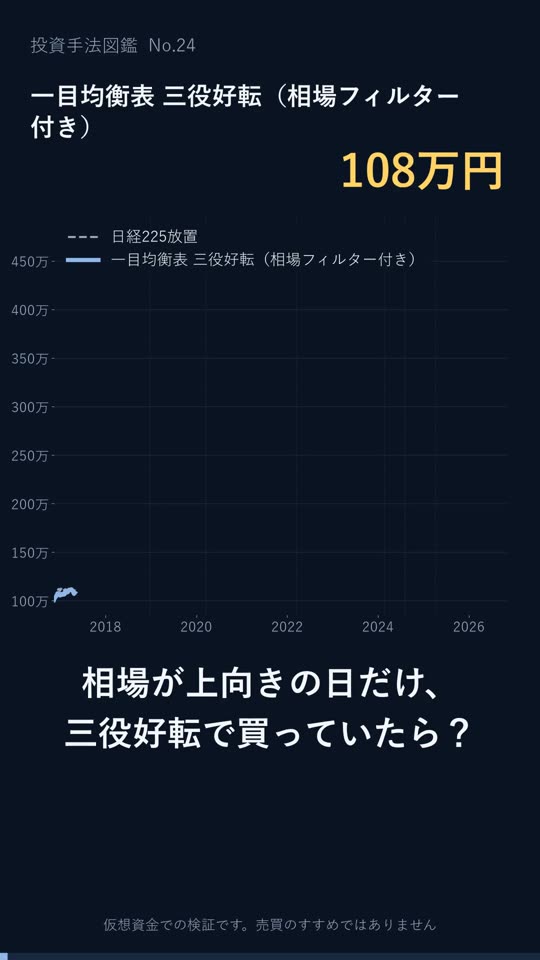 投資手法図鑑 No.24
一目均衡表 三役好転（相場フィルター
付き）
108万円
日経225放置
一目均衡表 三役好転（相場フィルター付き）
450万
400万
350万
300万
250万
200万
150万
100万
2018 2020 2022 2024 2026
相場が上向きの日だけ、
三役好転で買っていたら？
仮想資金での検証です。売買のすすめではありません